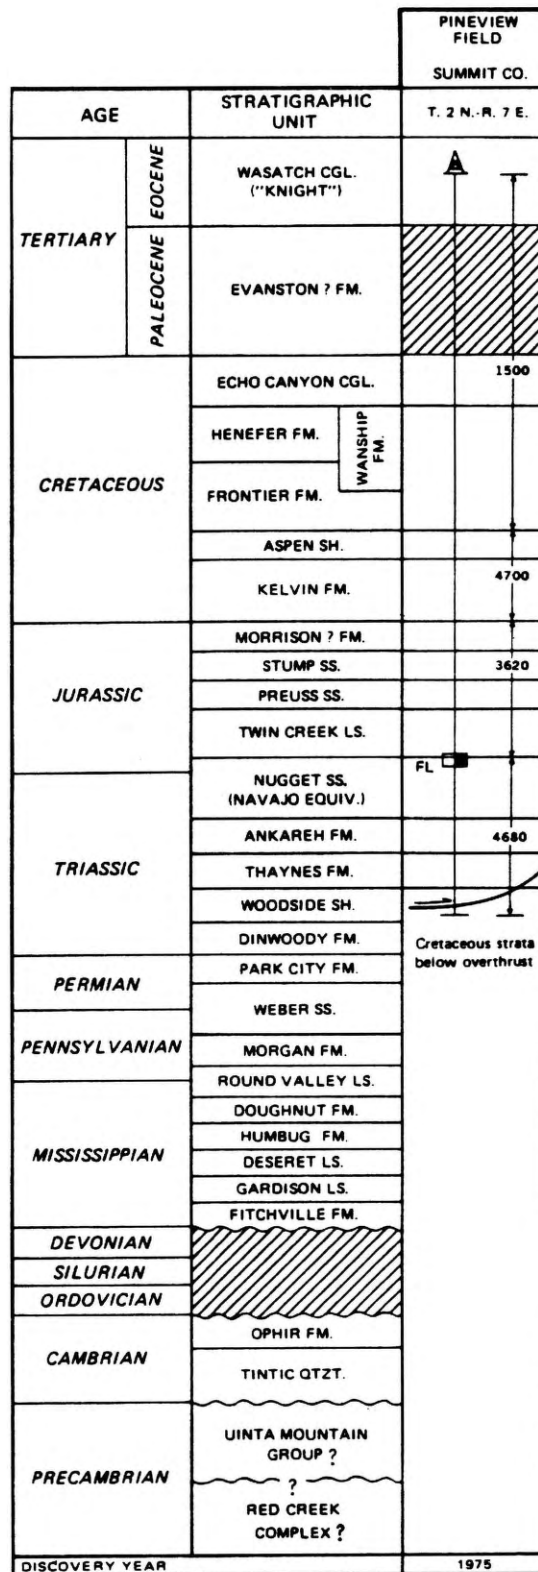 PINEVIEW
FIELD
SUMMIT CO.
AGE
STRATIGRAPHIC
UNIT
T. 2 N.-R. 7 E.
TERTIARY
EOCENE
WASATCH CGL.
("KNIGHT")
PALEOCENE
EVANSTON ? FM.
CRETACEOUS
ECHO CANYON CGL.
1500
HENEFER FM.
WANSHIP
FM.
FRONTIER FM.
ASPEN SH.
KELVIN FM.
4700
JURASSIC
MORRISON ? FM.
STUMP SS.
3620
PREUSS SS.
TWIN CREEK LS.
FL
TRIASSIC
NUGGET SS.
(NAVAJO EQUIV.)
ANKAREH FM.
4680
THAYNES FM.
WOODSIDE SH.
DINWOODY FM.
Cretaceous strata
below overthrust
PERMIAN
PARK CITY FM.
WEBER SS.
PENNSYLVANIAN
MORGAN FM.
ROUND VALLEY LS.
MISSISSIPPIAN
DOUGHNUT FM.
HUMBUG FM.
DESERET LS.
GARDISON LS.
FITCHVILLE FM.
DEVONIAN
SILURIAN
ORDOVICIAN
CAMBRIAN
OPHIR FM.
TINTIC QTZT.
PRECAMBRIAN
UINTA MOUNTAIN
GROUP ?
?
RED CREEK
COMPLEX ?
DISCOVERY YEAR
1975